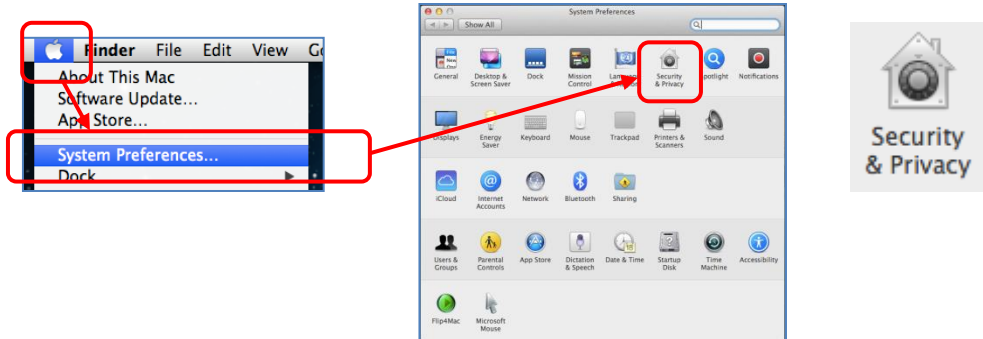 Finder File Edit View
About This Mac
Software Update...
App Store...
System Preferences...
Dock
System Preferences
Show All
General
Desktop &
Screen Saver
Dock
Mission
Control
Security
& Privacy
Spotlight
Notifications
Displays
Energy
Saver
Keyboard
Mouse
Trackpad
Printers &
Scanners
Sound
iCloud
Internet
Accounts
Network
Bluetooth
Sharing
Users &
Groups
Parental
Controls
App Store
Dictation
& Speech
Date & Time
Startup
Disk
Time
Machine
Accessibility
Flip4Mac
Microsoft
Mouse
Security
& Privacy